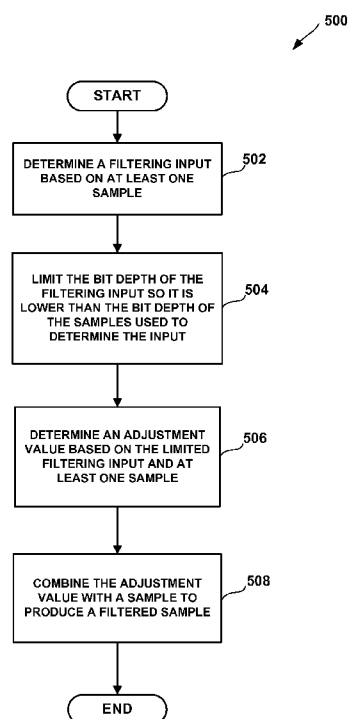 500
START
DETERMINE A FILTERING INPUT
BASED ON AT LEAST ONE
SAMPLE
502
LIMIT THE BIT DEPTH OF THE
FILTERING INPUT SO IT IS
LOWER THAN THE BIT DEPTH OF
THE SAMPLES USED TO
DETERMINE THE INPUT
504
DETERMINE AN ADJUSTMENT
VALUE BASED ON THE LIMITED
FILTERING INPUT AND AT
LEAST ONE SAMPLE
506
COMBINE THE ADJUSTMENT
VALUE WITH A SAMPLE TO
PRODUCE A FILTERED SAMPLE
508
END